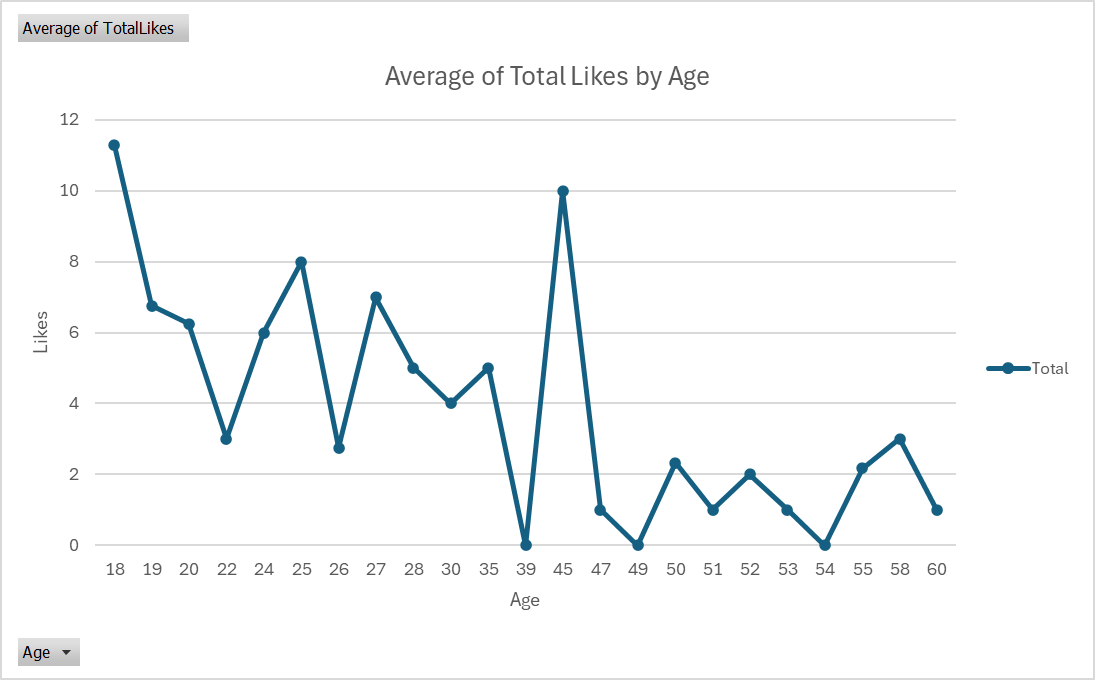 Average of TotalLikes
Average of Total Likes by Age
12
10
8
6
4
2
0
Likes
18 19 20 22 24 25 26 27 28 30 35 39 45 47 49 50 51 52 53 54 55 58 60
Age
Total
Age